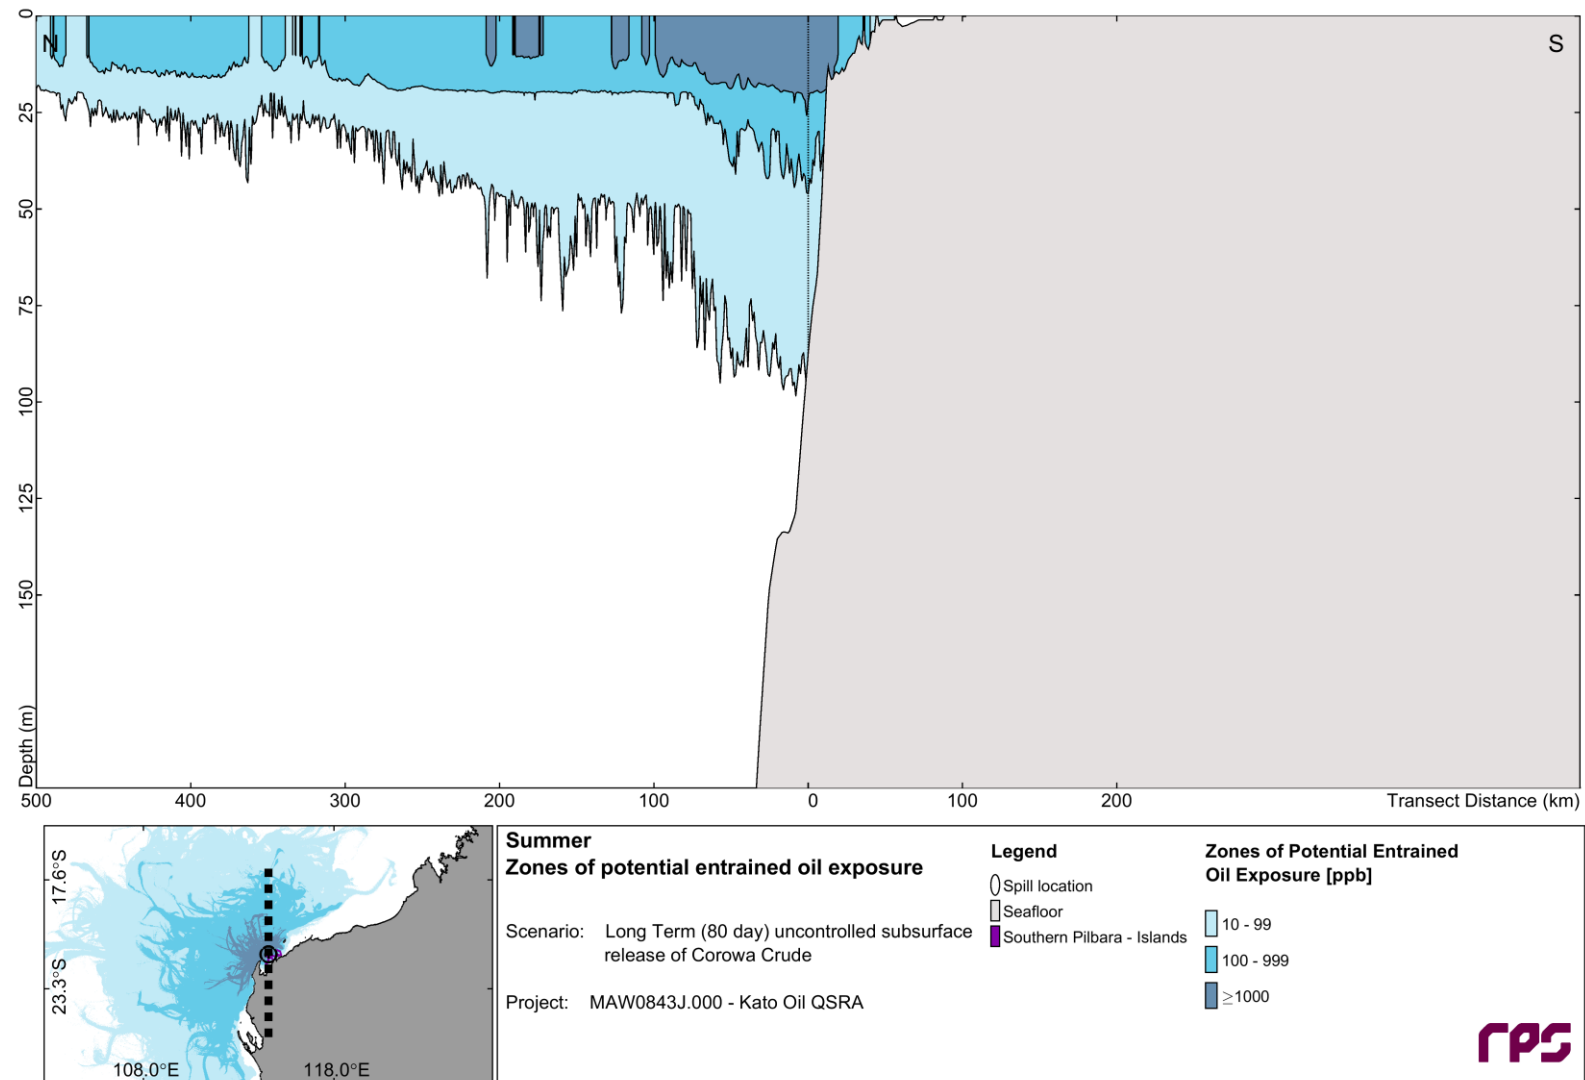 N
S
0
25
50
75
100
125
150
Depth (m)
500
400
300
200
100
0
100
200
Transect Distance (km)
17.6°S
23.3°S
108.0°E
118.0°E
Summer
Zones of potential entrained oil exposure
Scenario: Long Term (80 day) uncontrolled subsurface
release of Corowa Crude
Project: MAW0843J.000 - Kato Oil QSRA
Legend
Spill location
Seafloor
Southern Pilbara - Islands
Zones of Potential Entrained
Oil Exposure [ppb]
10 - 99
100 - 999
≥1000
rps